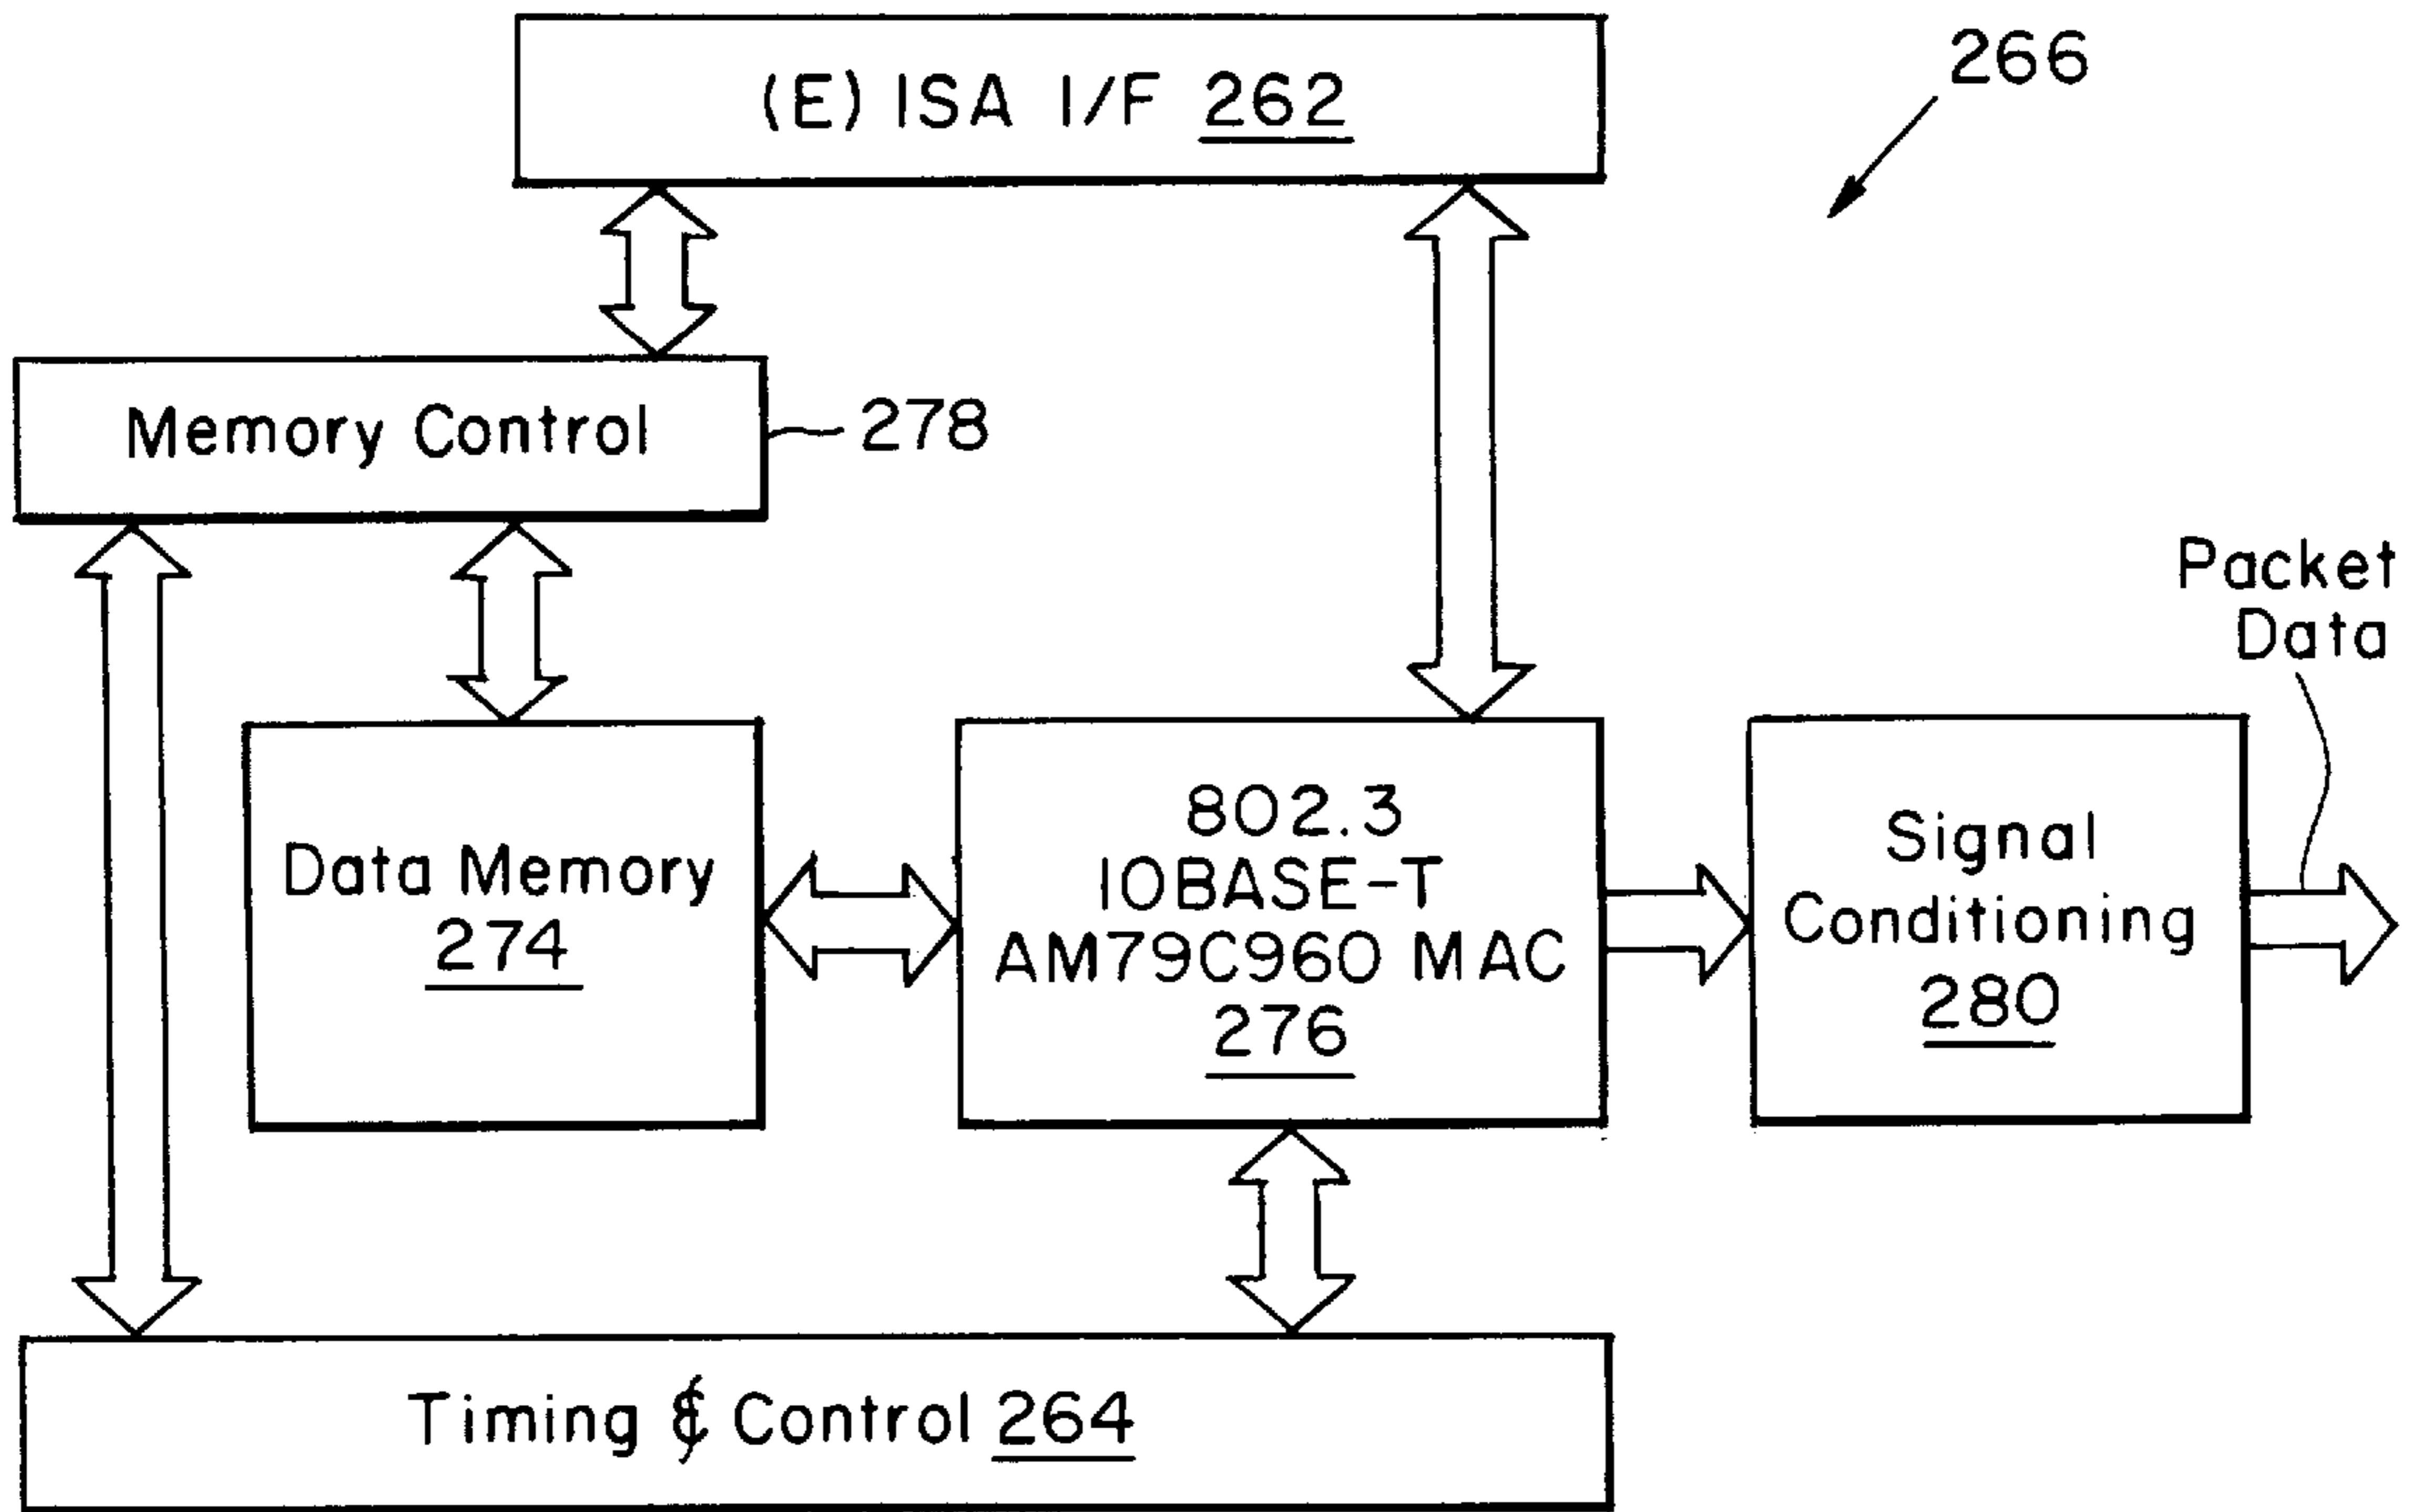 (E) ISA I/F 262
266
Memory Control
278
Packet
Data
Data Memory
274
802.3
10BASE-T
AM79C960 MAC
276
Signal
Conditioning
280
Timing & Control 264